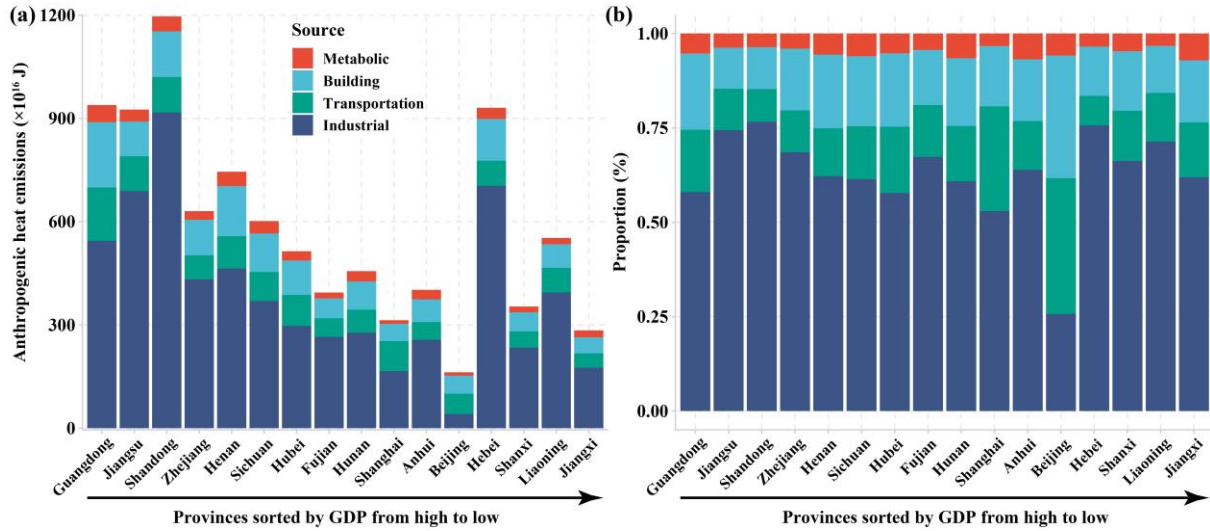 (a)
1200
900
600
300
0
Anthropogenic heat emissions (×10¹⁶ J)
Source
Metabolic
Building
Transportation
Industrial
Guangdong
Jiangsu
Shandong
Zhejiang
Henan
Sichuan
Hubei
Fujian
Hunan
Shanghai
Anhui
Beijing
Hebei
Shanxi
Liaoning
Jiangxi
Provinces sorted by GDP from high to low
(b)
1.00
0.75
0.50
0.25
0.00
Proportion (%)
Guangdong
Jiangsu
Shandong
Zhejiang
Henan
Sichuan
Hubei
Fujian
Hunan
Shanghai
Anhui
Beijing
Hebei
Shanxi
Liaoning
Jiangxi
Provinces sorted by GDP from high to low